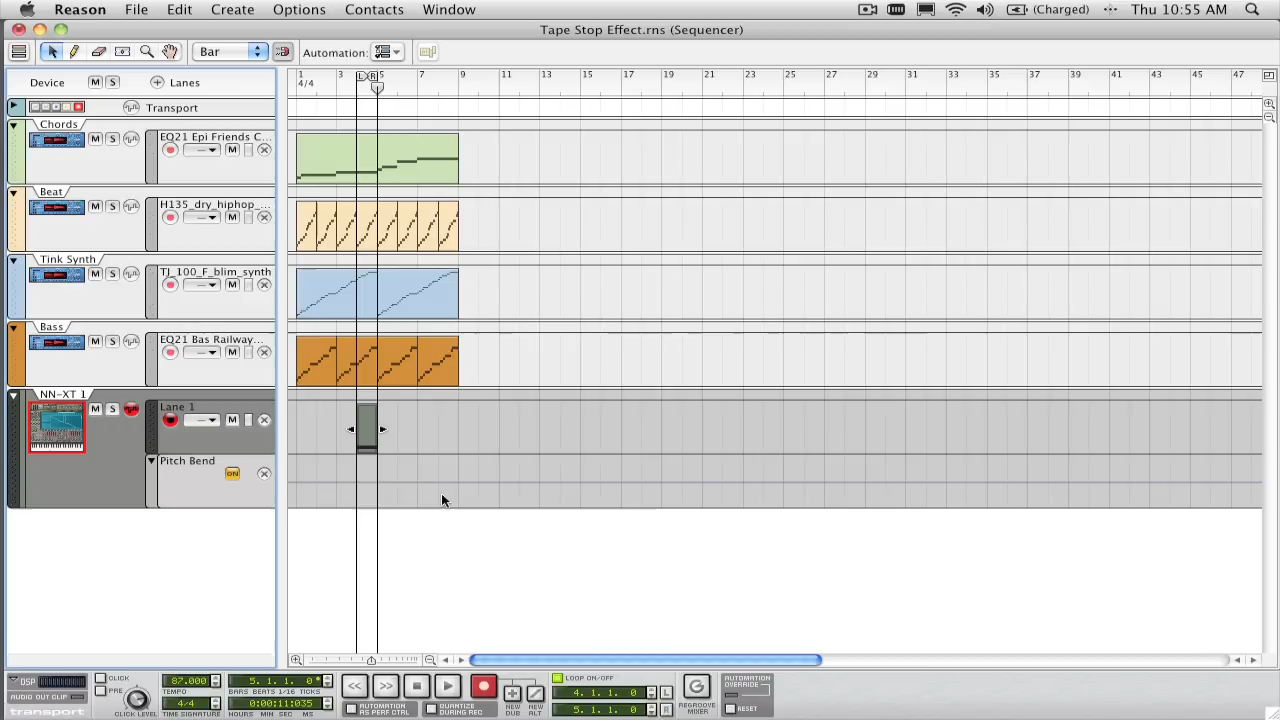 Reason File Edit Create Options Contacts Window (Charged) Thu 10:55 AM
Tape Stop Effect.rns (Sequencer)
Bar Automation:
Device M S Lanes
1 3 5 7 9 11 13 15 17 19 21 23 25 27 29 31 33 35 37 39 41 43 45 47
L R
4/4
Transport
Chords
M S EQ21 Epi Friends C...
M
Beat
M S H135_dry_hiphop_...
M
Tink Synth
M S TJ_100_F_blim_synth
M
Bass
M S EQ21 Bas Railway...
M
NN-XT 1
M S Lane 1
M
Pitch Bend
ON
DSP
AUDIO OUT CLIP
transport
CLICK
PRE
CLICK LEVEL
87.000
TEMPO
4/4
TIME SIGNATURE
5. 1. 1. 0
BARS BEATS 1/16 TICKS
0:00:11:035
HOURS MIN SEC MS
AUTOMATION AS PERF CTRL
QUANTIZE DURING REC
NEW DUB
NEW ALT
LOOP ON/OFF
4. 1. 1. 0 L
5. 1. 1. 0 R
REGROOVE MIXER
AUTOMATION OVERRIDE
RESET